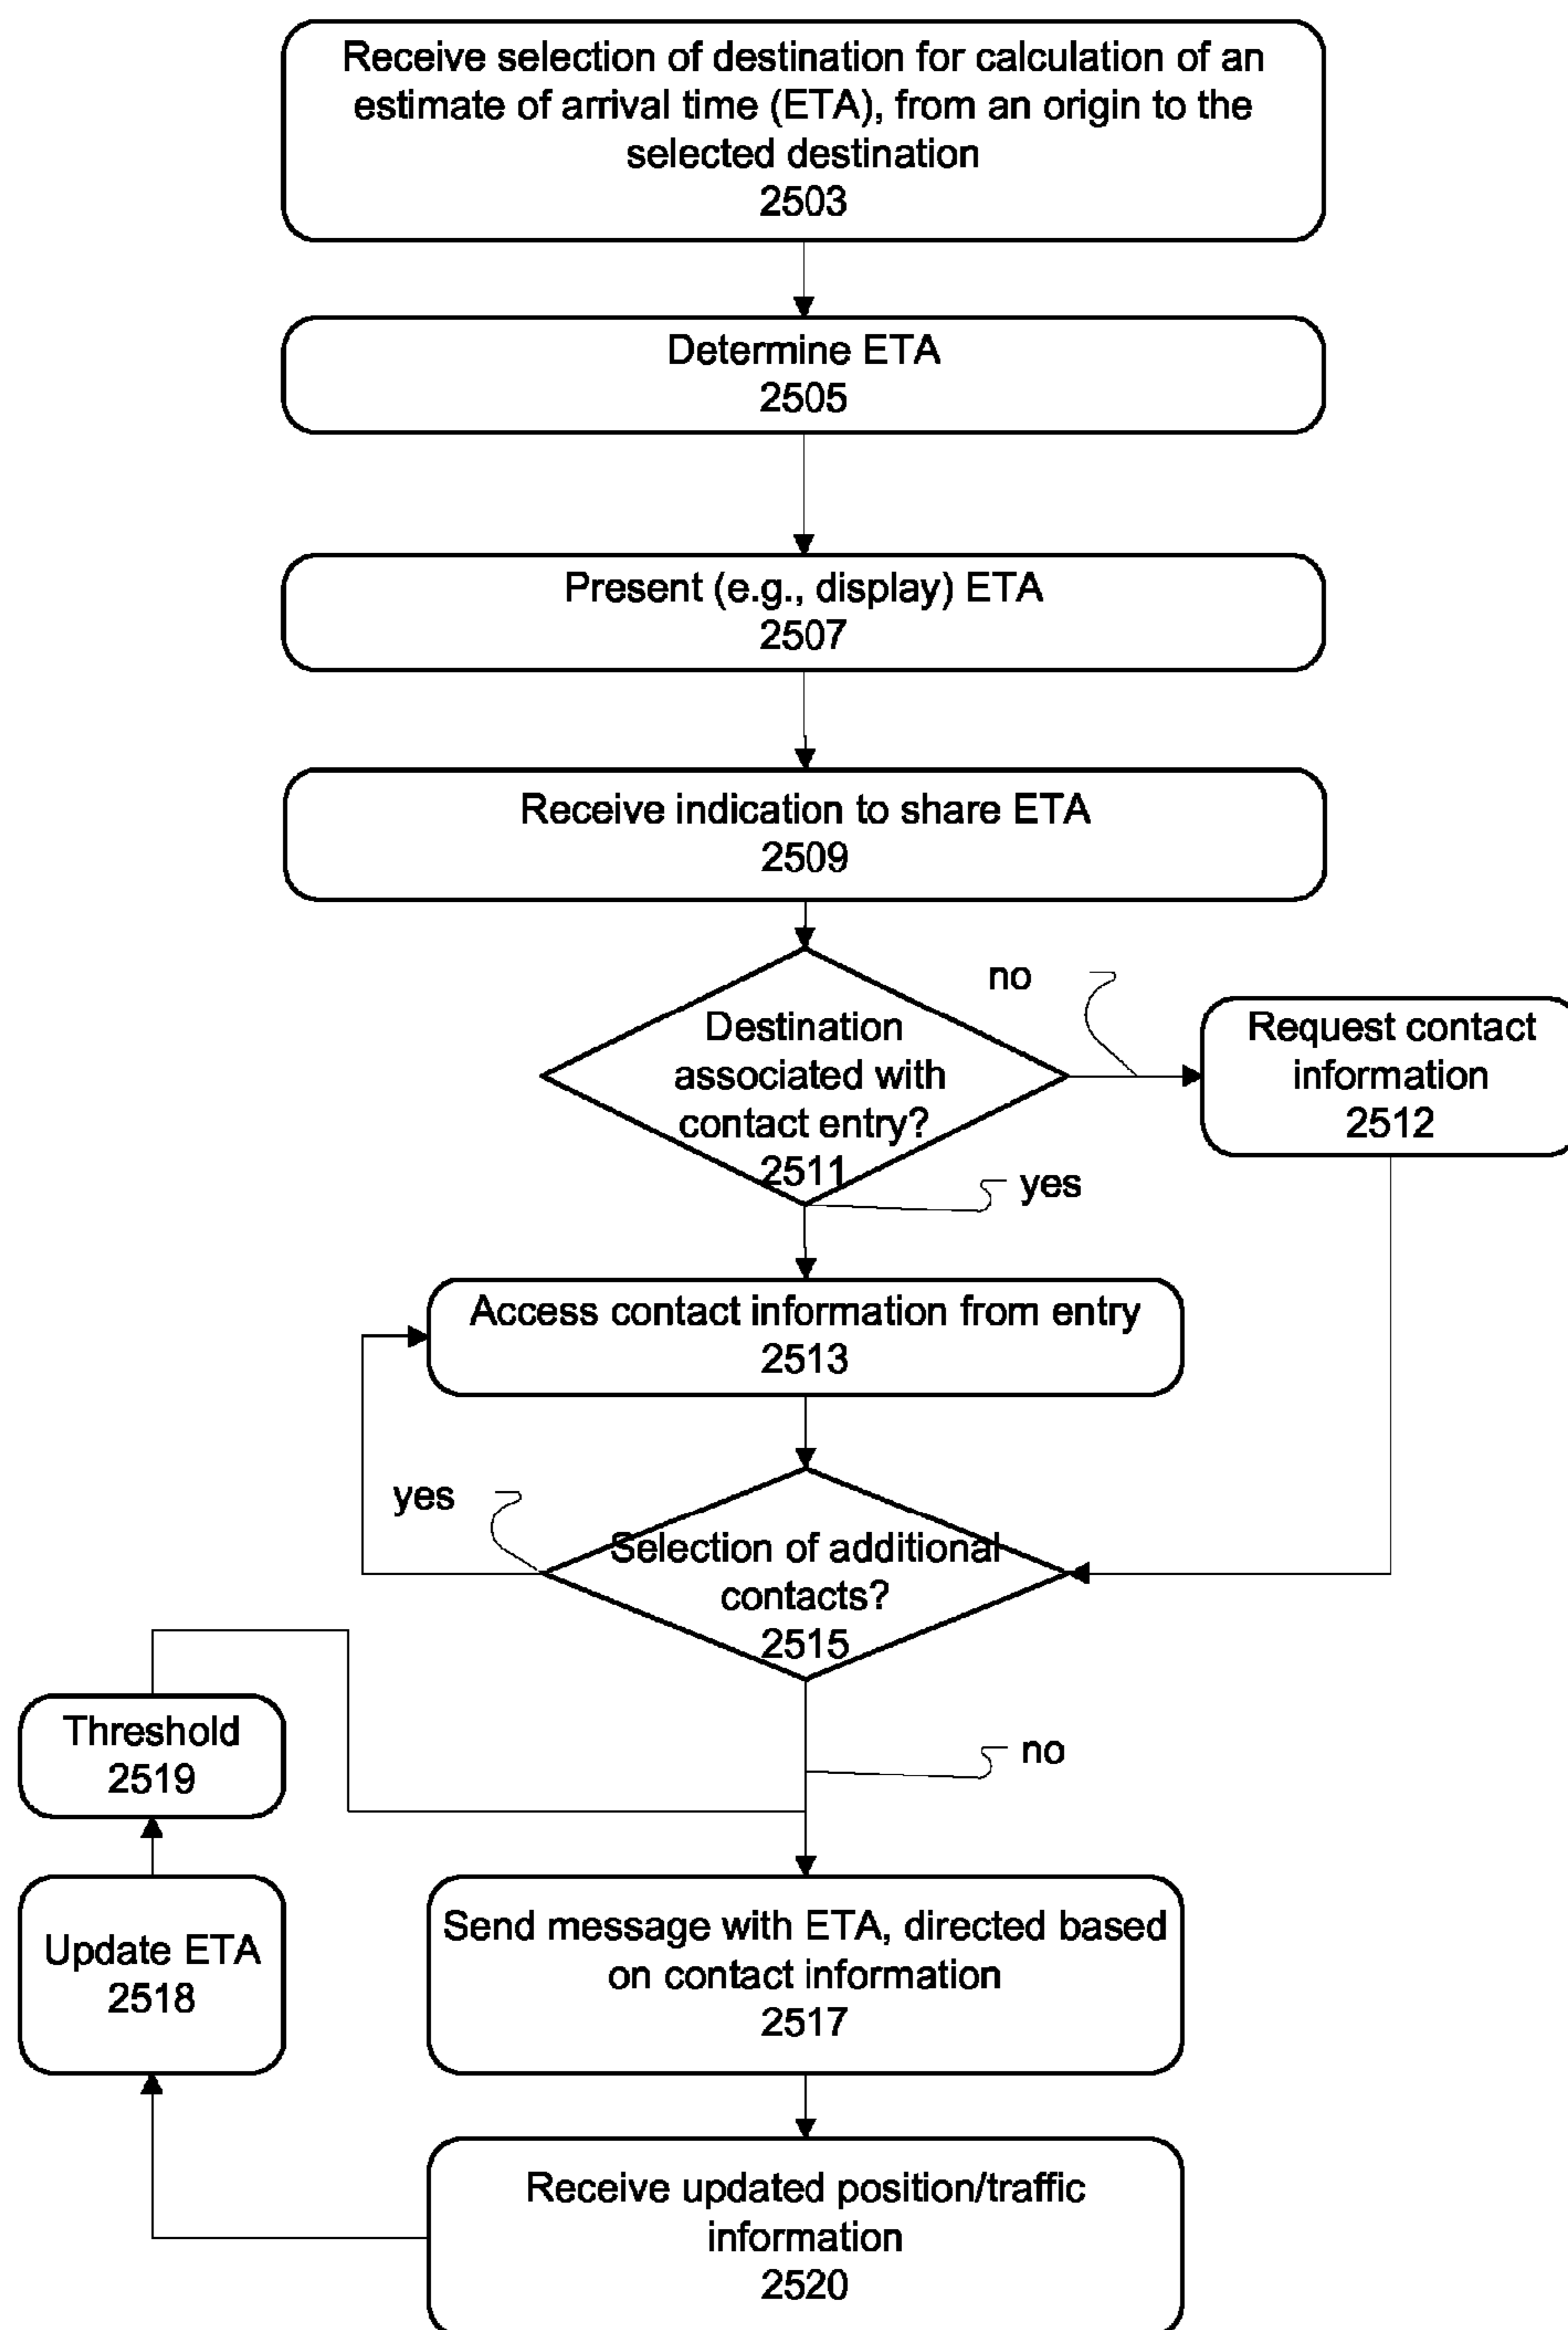 Receive selection of destination for calculation of an
estimate of arrival time (ETA), from an origin to the
selected destination
2503
Determine ETA
2505
Present (e.g., display) ETA
2507
Receive indication to share ETA
2509
no
Destination
associated with
contact entry?
2511
Request contact
information
2512
yes
Access contact information from entry
2513
yes
Selection of additional
contacts?
2515
no
Threshold
2519
Update ETA
2518
Send message with ETA, directed based
on contact information
2517
Receive updated position/traffic
information
2520